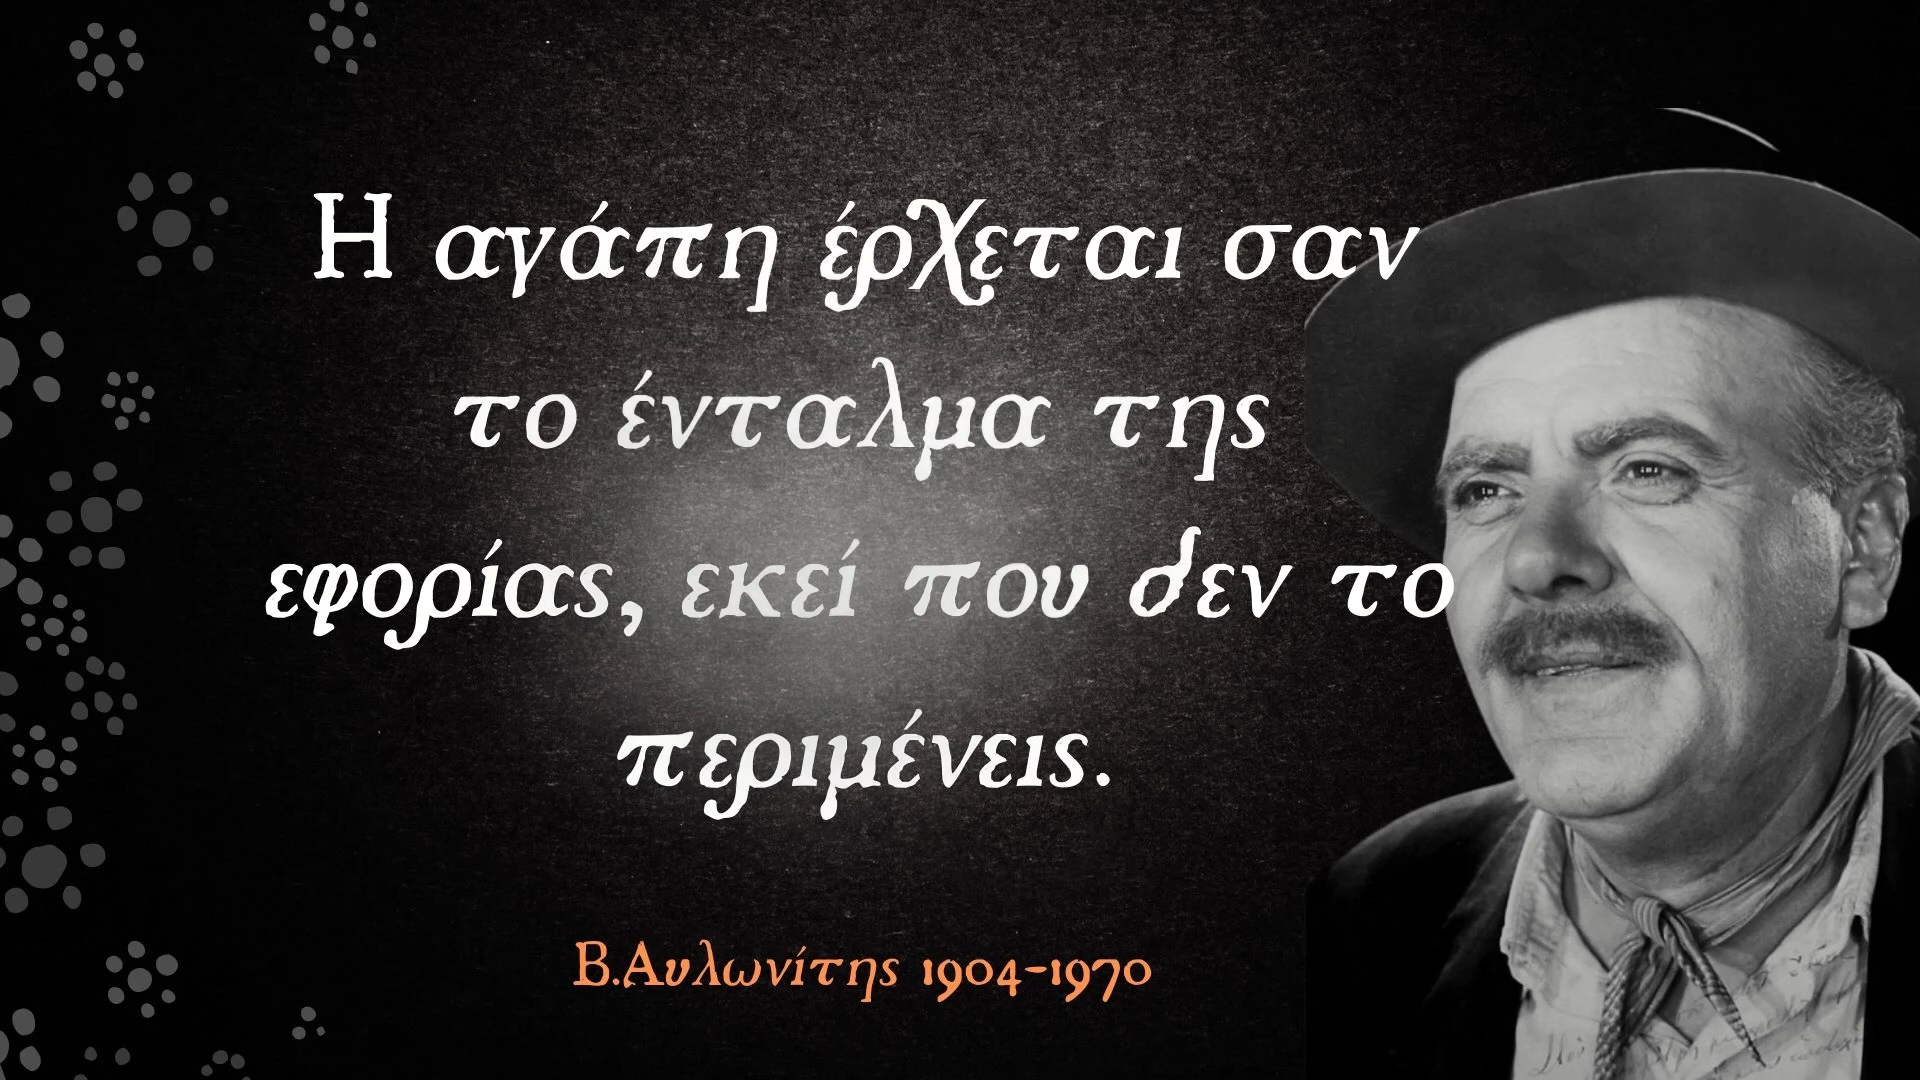 Η αγάπη έρχεται σαν
το ένταλμα της
εφορίας, εκεί που δεν το
περιμένεις.
Β.Αυλωνίτης 1904-1970